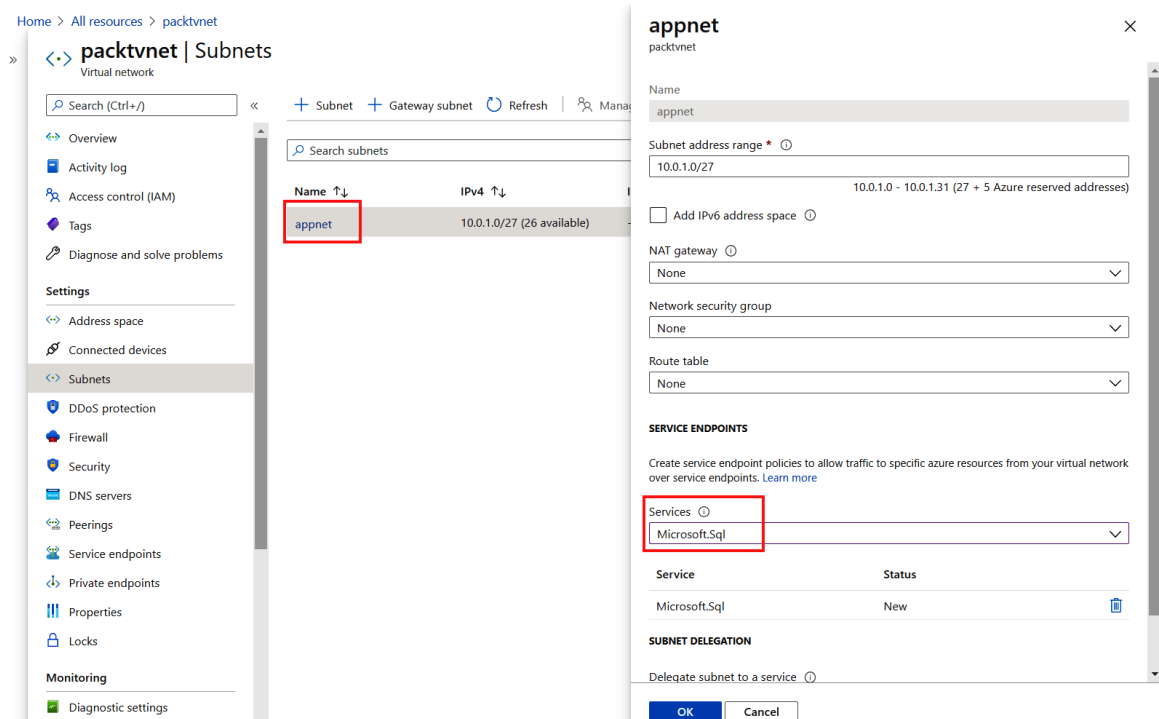 Home > All resources > packtvnet
»
packtvnet | Subnets
Virtual network
Search (Ctrl+/)
«
Overview
Activity log
Access control (IAM)
Tags
Diagnose and solve problems
Settings
Address space
Connected devices
Subnets
DDoS protection
Firewall
Security
DNS servers
Peerings
Service endpoints
Private endpoints
Properties
Locks
Monitoring
Diagnostic settings
+ Subnet + Gateway subnet Refresh
Search subnets
Name ↑↓ IPv4 ↑↓
appnet 10.0.1.0/27 (26 available)
appnet
packtvnet
Name
appnet
Subnet address range *
10.0.1.0/27
10.0.1.0 - 10.0.1.31 (27 + 5 Azure reserved addresses)
Add IPv6 address space
NAT gateway
None
Network security group
None
Route table
None
SERVICE ENDPOINTS
Create service endpoint policies to allow traffic to specific azure resources from your virtual network
over service endpoints. Learn more
Services
Microsoft.Sql
Service Status
Microsoft.Sql New
SUBNET DELEGATION
Delegate subnet to a service
OK Cancel